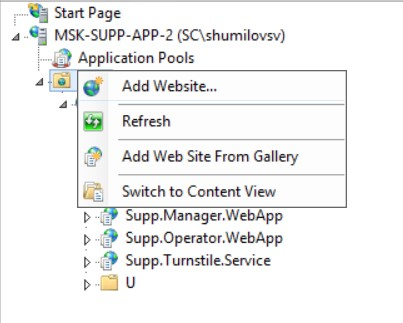 Start Page
MSK-SUPP-APP-2 (SC\shumilovsv)
Application Pools
Add Website...
Refresh
Add Web Site From Gallery
Switch to Content View
Supp.Manager.WebApp
Supp.Operator.WebApp
Supp.Turnstile.Service
U